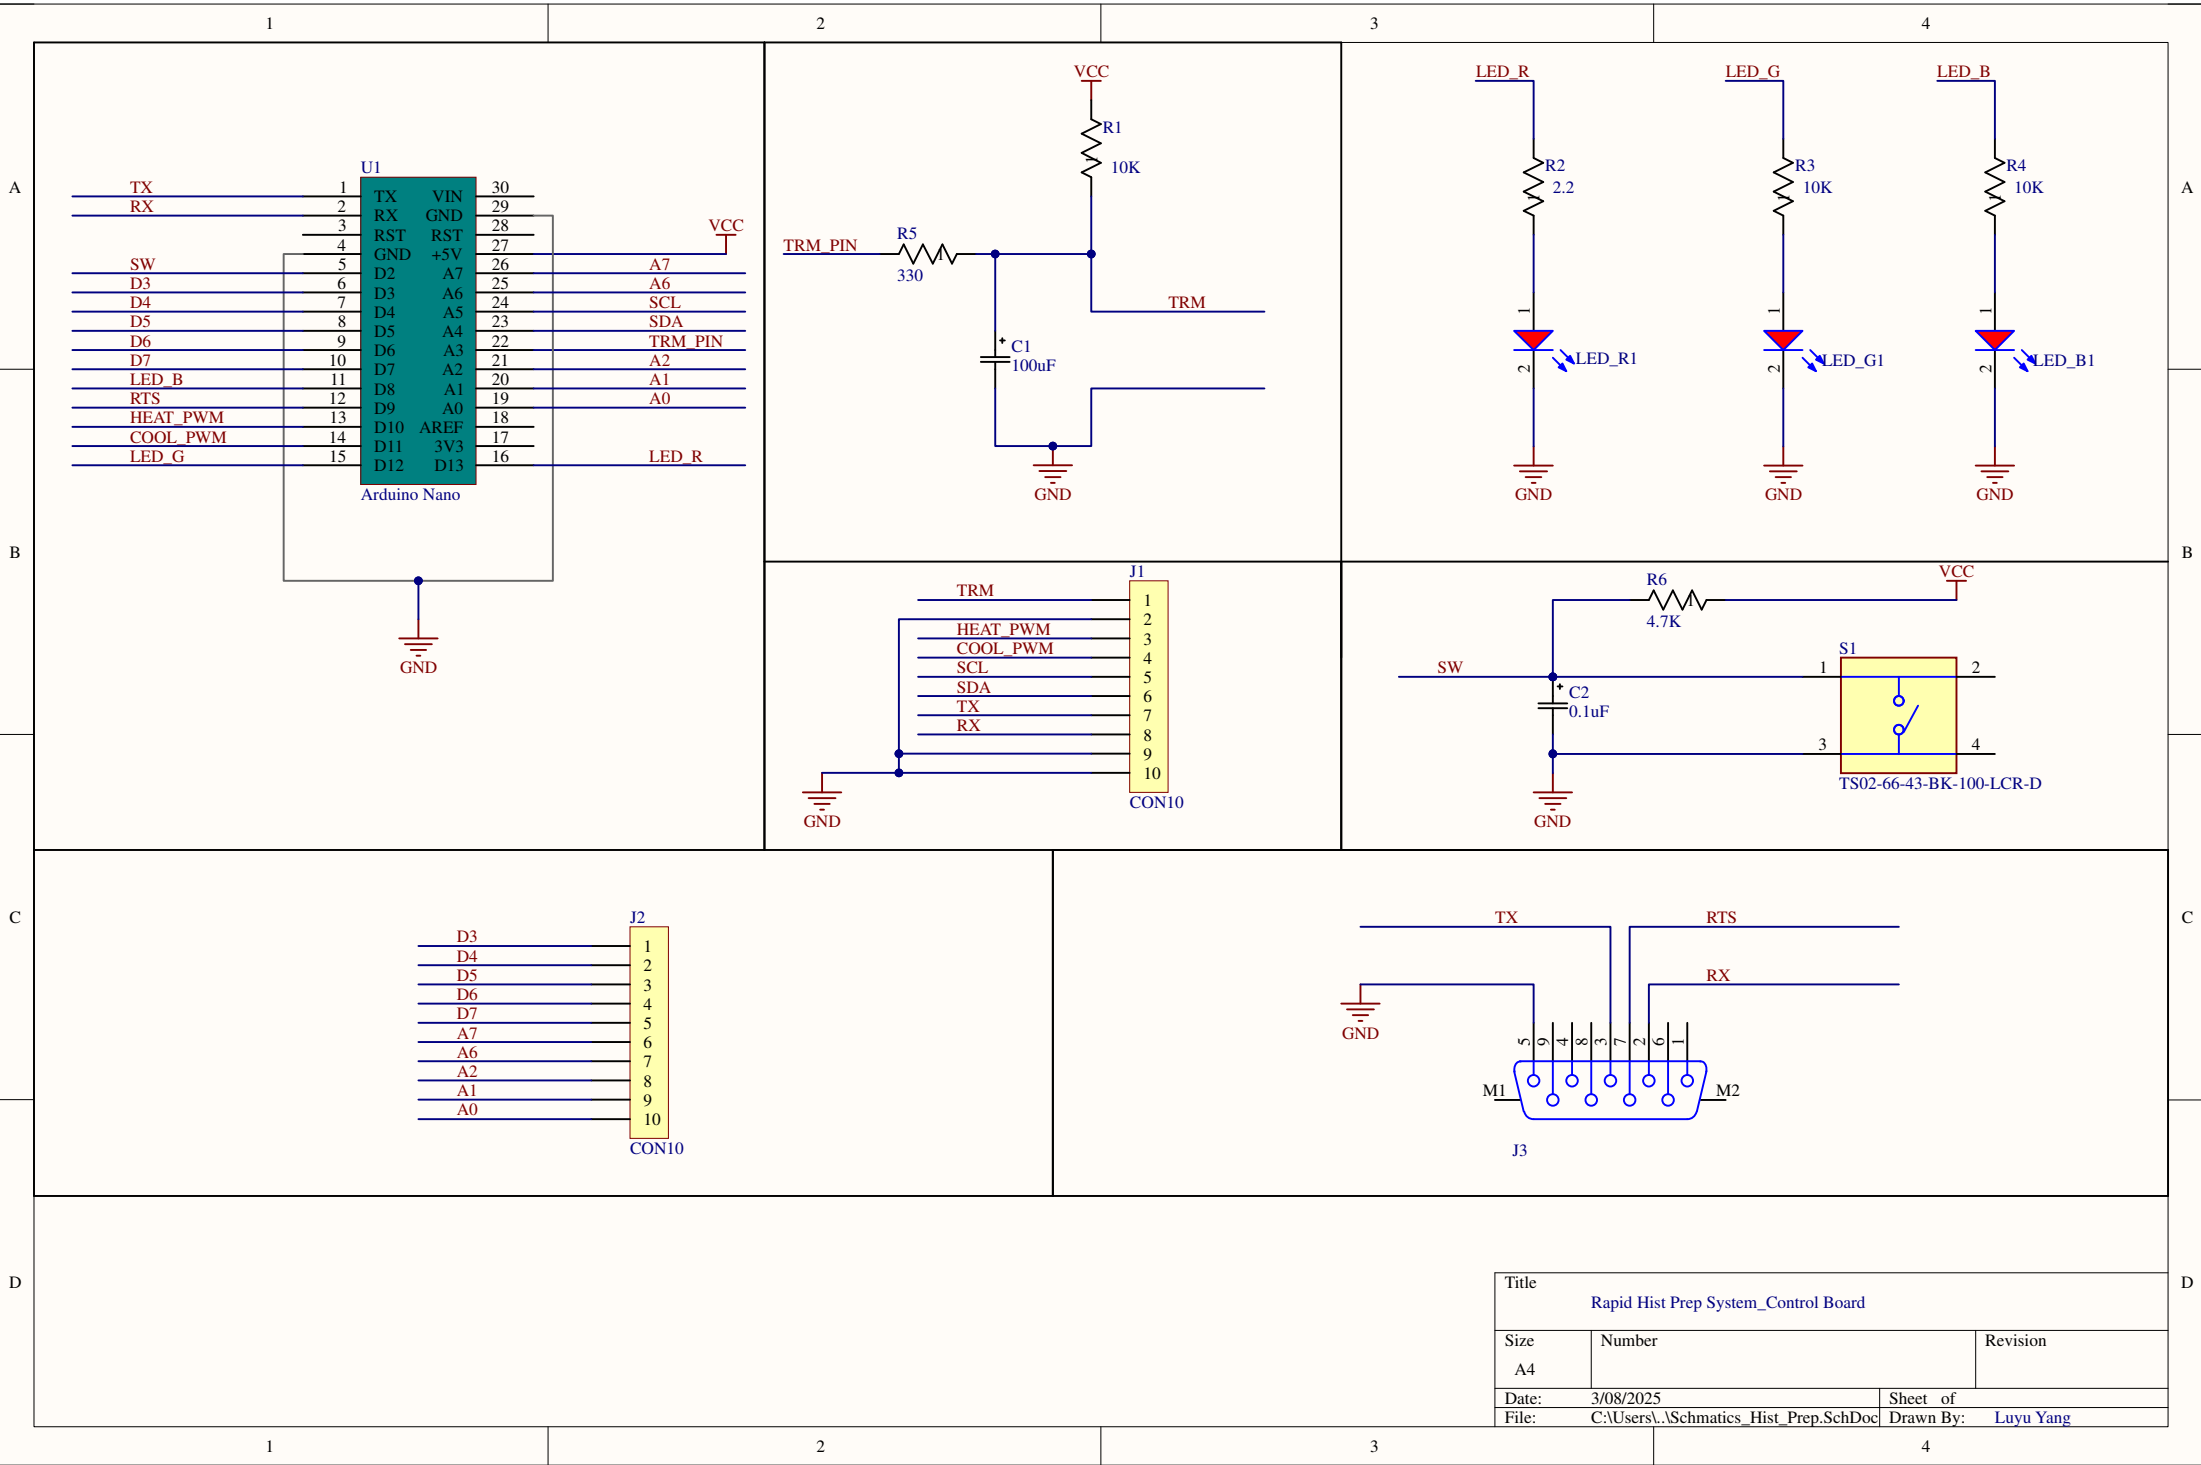 1 2 3 4
A
B
C
D
A
B
C
D
1 2 3 4
U1
TX 1 TX VIN 30
RX 2 RX GND 29
3 RST RST 28
4 GND +5V 27 VCC
SW 5 D2 A7 26 A7
D3 6 D3 A6 25 A6
D4 7 D4 A5 24 SCL
D5 8 D5 A4 23 SDA
D6 9 D6 A3 22 TRM_PIN
D7 10 D7 A2 21 A2
LED_B 11 D8 A1 20 A1
RTS 12 D9 A0 19 A0
HEAT_PWM 13 D10 AREF 18
COOL_PWM 14 D11 3V3 17
LED_G 15 D12 D13 16 LED_R
Arduino Nano
GND
VCC
R1
10K
TRM_PIN
R5
330
TRM
+
C1
100uF
GND
LED_R LED_G LED_B
R2
2.2
R3
10K
R4
10K
1 1 1
LED_R1 LED_G1 LED_B1
2 2 2
GND GND GND
J1
TRM 1
2
HEAT_PWM 3
COOL_PWM 4
SCL 5
SDA 6
TX 7
RX 8
9
10
GND
CON10
R6
4.7K
VCC
SW
S1
1 2
+
C2
0.1uF
3 4
TS02-66-43-BK-100-LCR-D
GND
J2
D3 1
D4 2
D5 3
D6 4
D7 5
A7 6
A6 7
A2 8
A1 9
A0 10
CON10
TX RTS
RX
GND
5 9 4 8 3 7 2 6 1
M1 M2
J3
Title
Rapid Hist Prep System_Control Board
Size Number Revision
A4
Date: 3/08/2025 Sheet of
File: C:\Users\..\Schmatics_Hist_Prep.SchDoc Drawn By: Luyu Yang